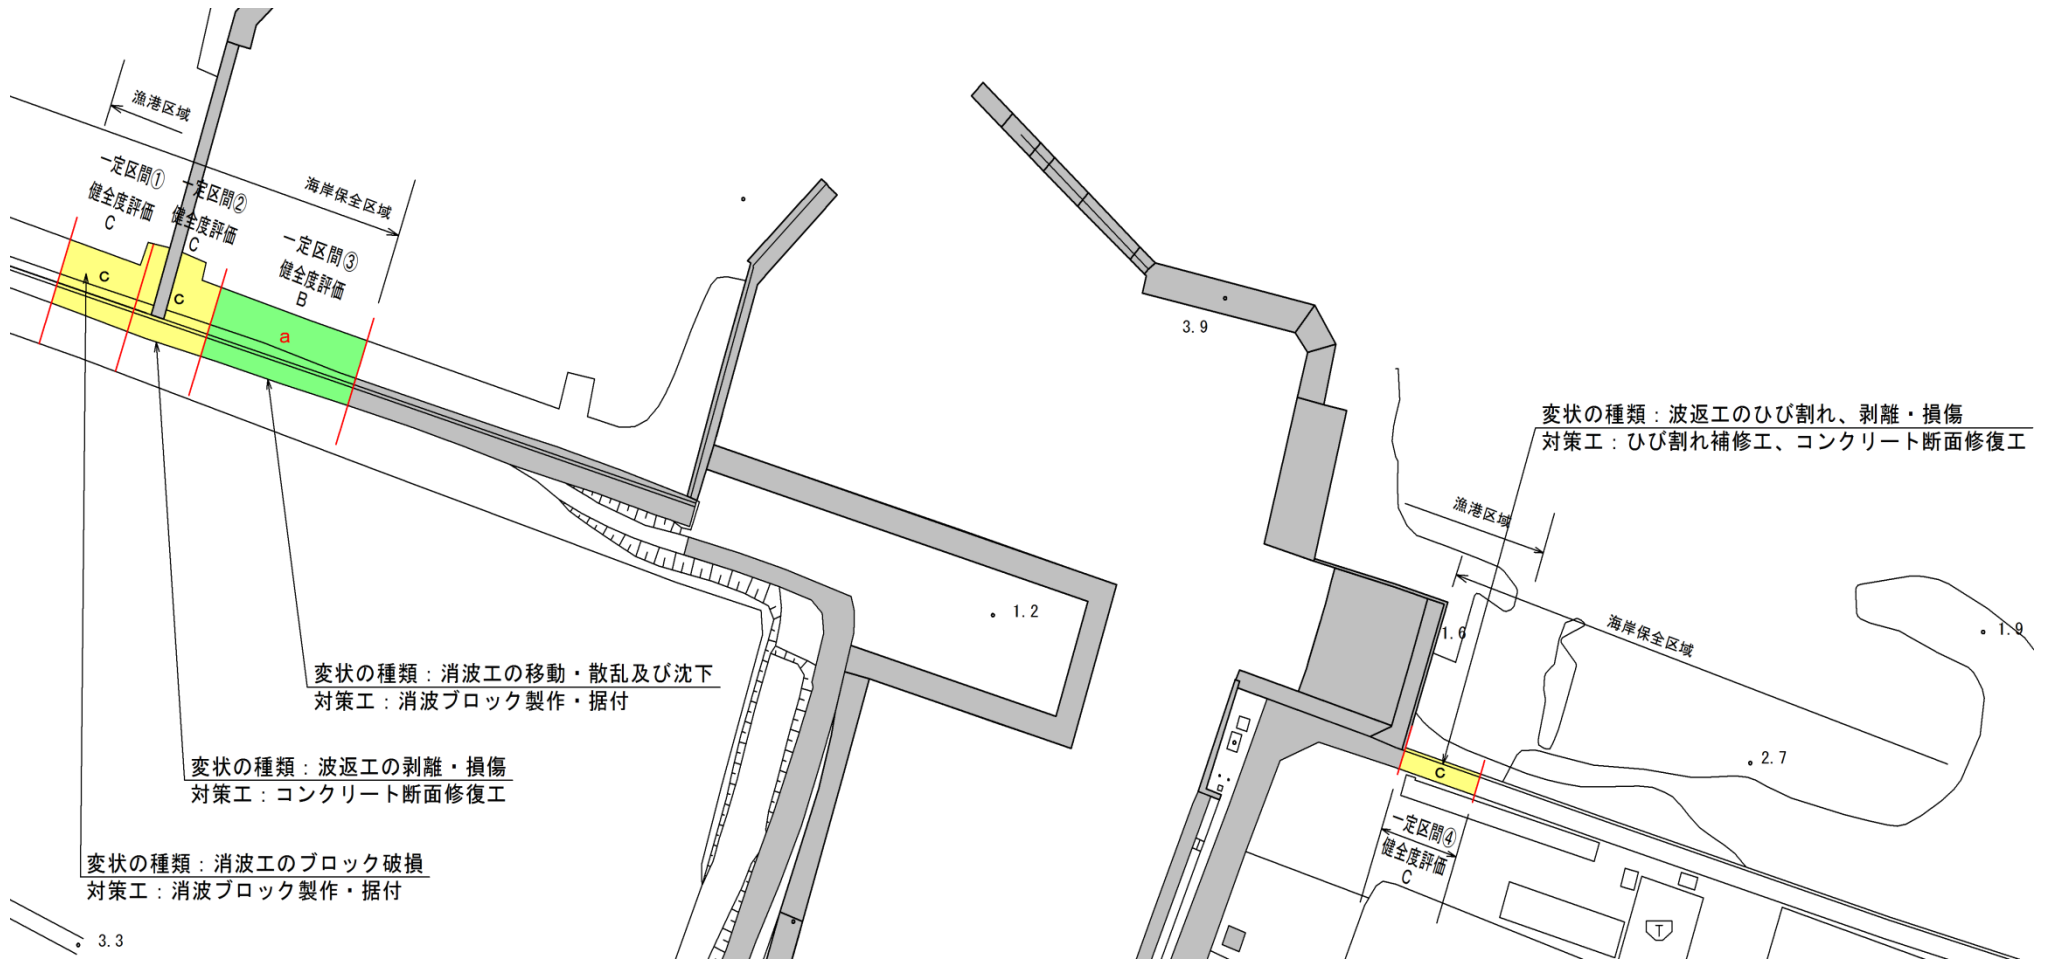 漁港区域
一定区間①
健全度評価
C
一定区間②
健全度評価
C
海岸保全区域
一定区間③
健全度評価
B
c
c
a
3.9
変状の種類：波返工のひび割れ、剥離・損傷
対策工：ひび割れ補修工、コンクリート断面修復工
漁港区域
海岸保全区域
1.2
1.6
1.9
2.7
変状の種類：消波工の移動・散乱及び沈下
対策工：消波ブロック製作・据付
変状の種類：波返工の剥離・損傷
対策工：コンクリート断面修復工
c
一定区間④
健全度評価
C
変状の種類：消波工のブロック破損
対策工：消波ブロック製作・据付
3.3
T